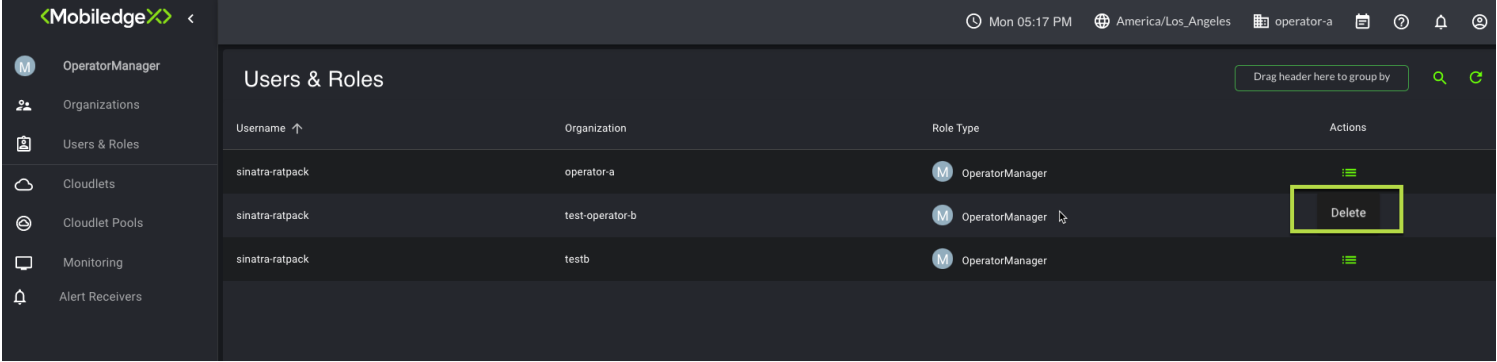 <MobiledgeX>
Mon 05:17 PM America/Los_Angeles operator-a
M OperatorManager
Organizations
Users & Roles
Cloudlets
Cloudlet Pools
Monitoring
Alert Receivers
Users & Roles
Drag header here to group by
Username Organization Role Type Actions
sinatra-ratpack operator-a M OperatorManager
sinatra-ratpack test-operator-b M OperatorManager Delete
sinatra-ratpack testb M OperatorManager